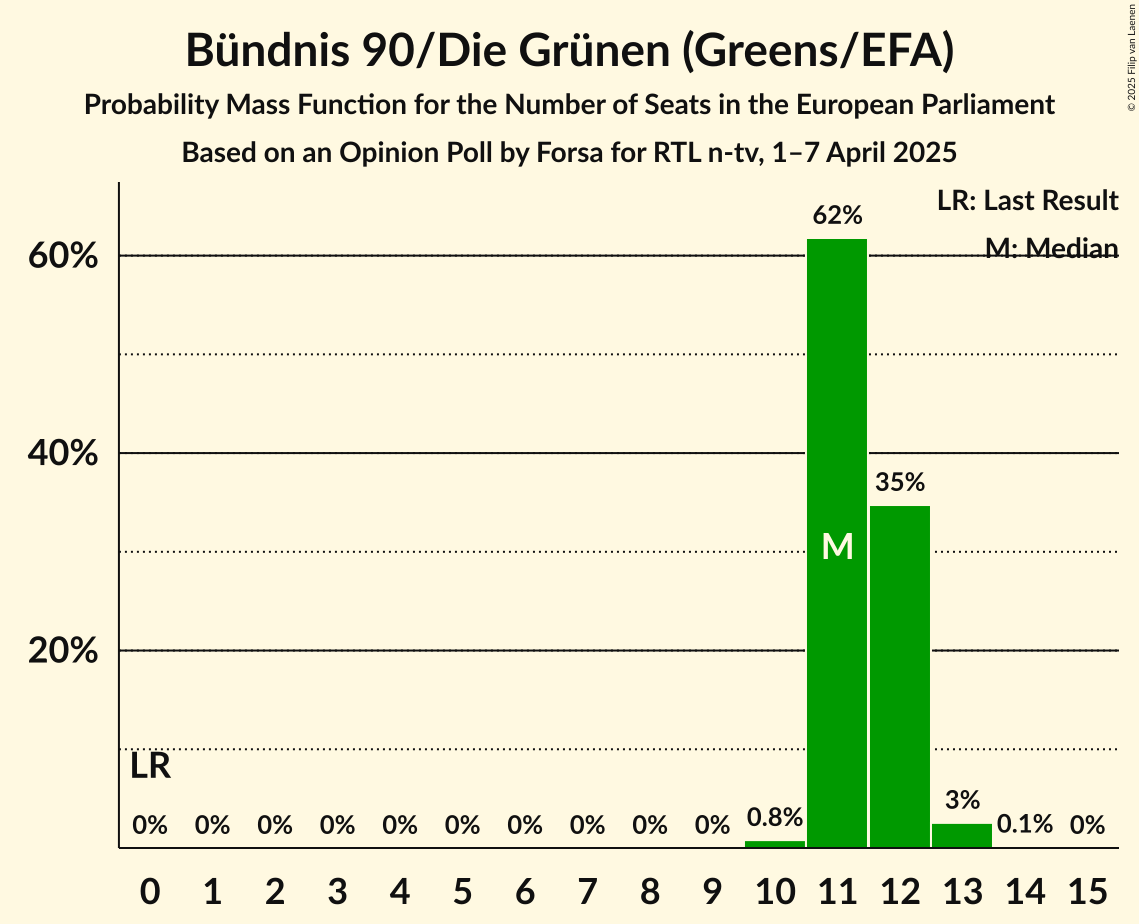 Bündnis 90/Die Grünen (Greens/EFA)
Probability Mass Function for the Number of Seats in the European Parliament
Based on an Opinion Poll by Forsa for RTL n-tv, 1–7 April 2025
© 2025 Filip van Laenen
LR: Last Result
M: Median
62%
60%
40%
35%
M
20%
LR
0% 0% 0% 0% 0% 0% 0% 0% 0% 0% 0.8% 3% 0.1% 0%
0 1 2 3 4 5 6 7 8 9 10 11 12 13 14 15